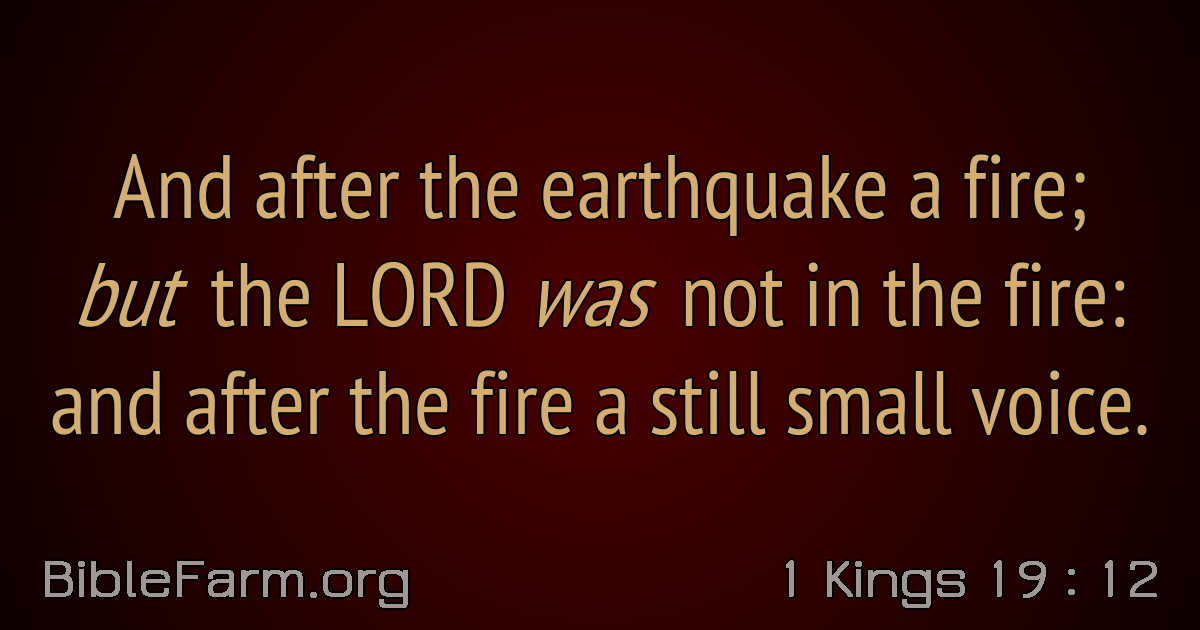 And after the earthquake a fire;
but the LORD was not in the fire:
and after the fire a still small voice.
BibleFarm.org
1 Kings 19 : 12